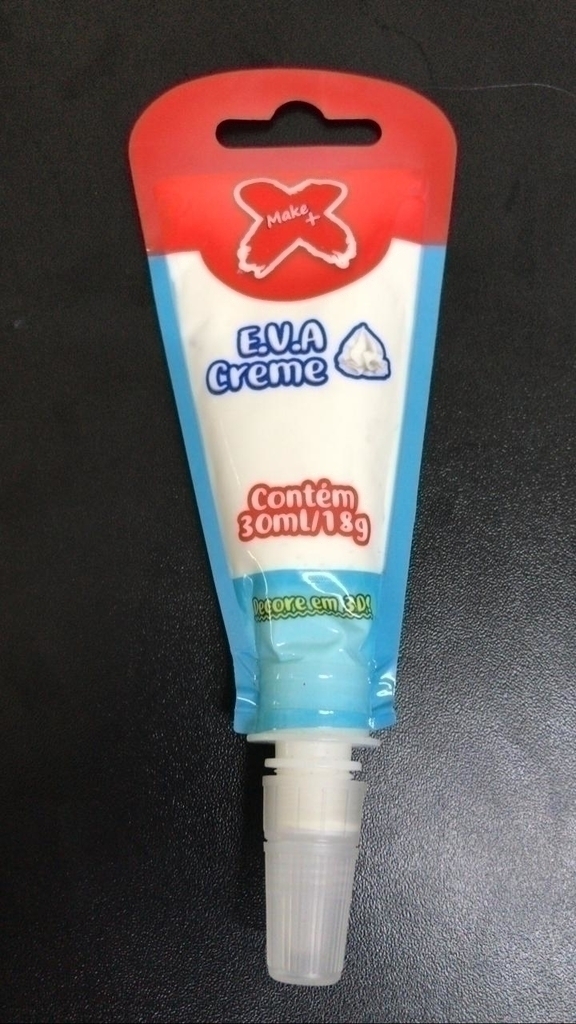 Make
+
E.V.A
Creme
Contém
30ml/18g
Decore em 3D!